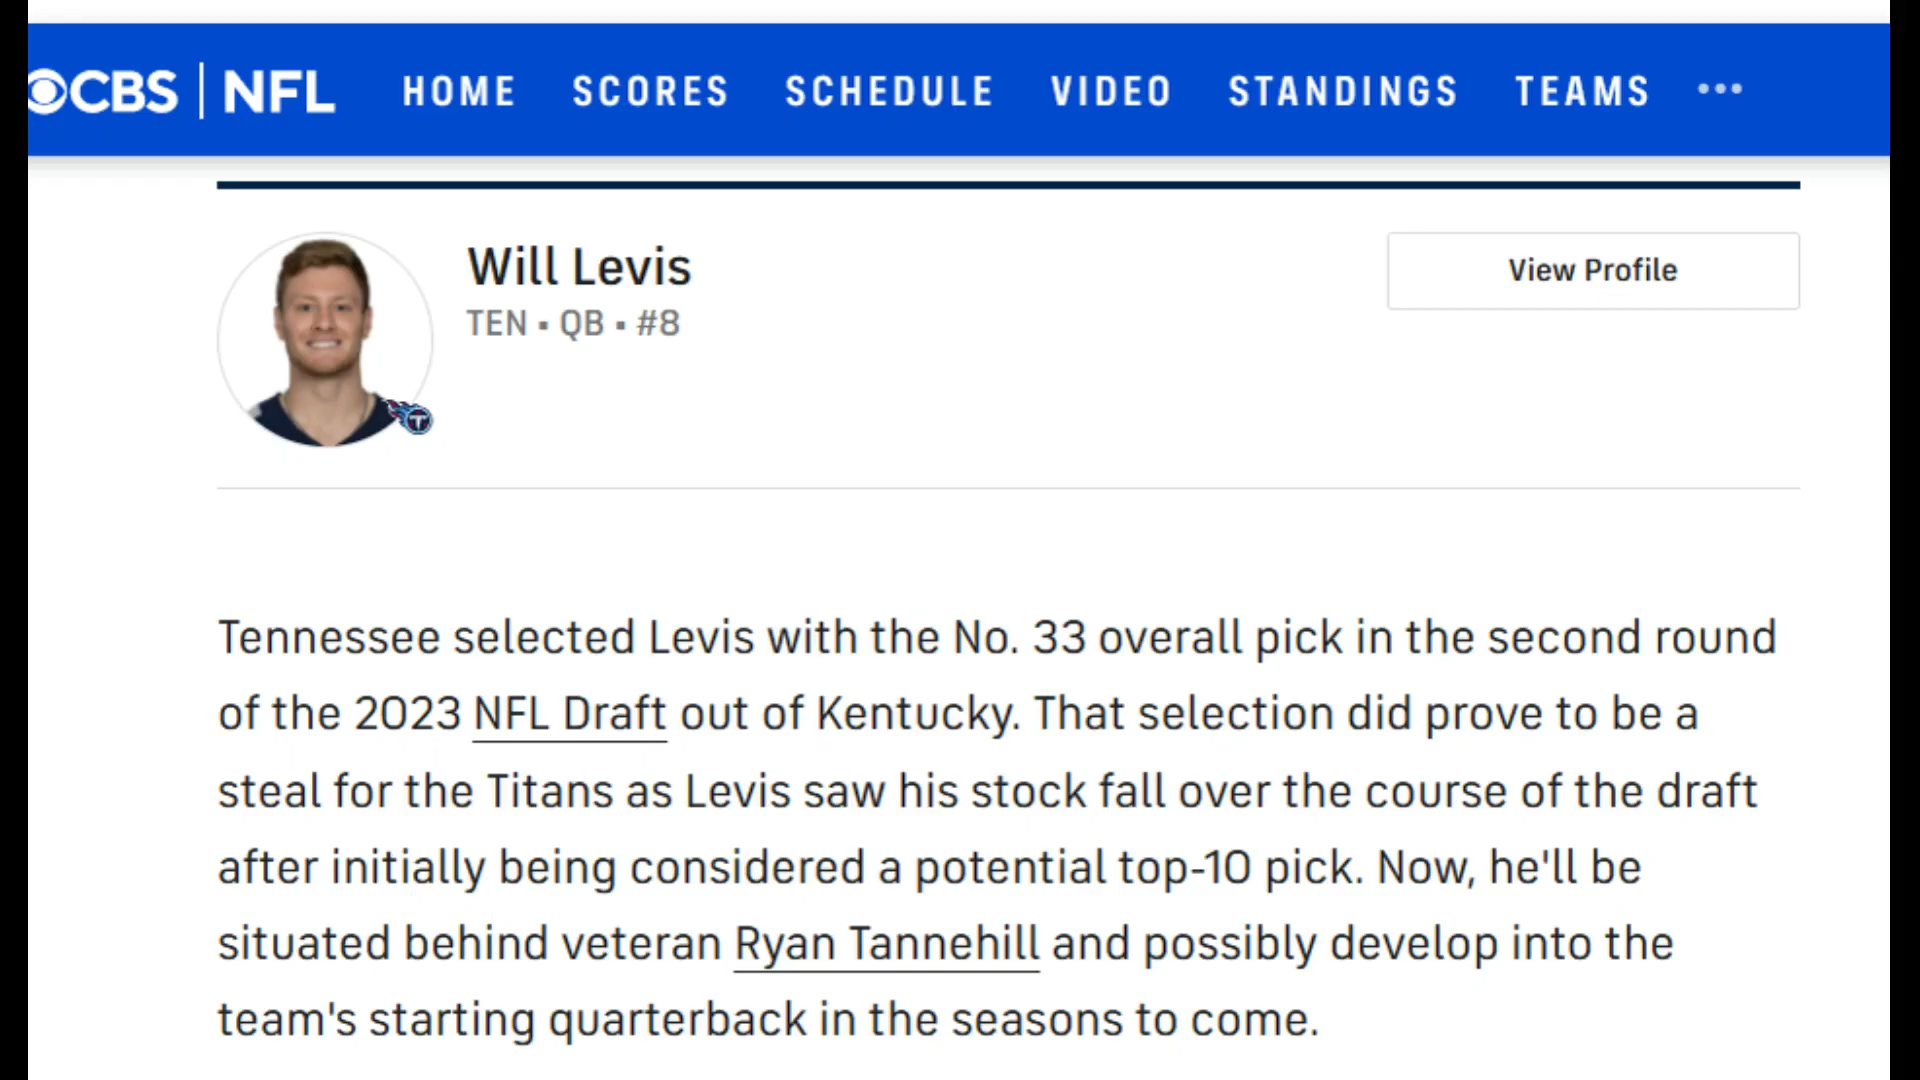 CBS | NFL HOME SCORES SCHEDULE VIDEO STANDINGS TEAMS •••
Will Levis
View Profile
TEN • QB • #8
T
Tennessee selected Levis with the No. 33 overall pick in the second round
of the 2023 NFL Draft out of Kentucky. That selection did prove to be a
steal for the Titans as Levis saw his stock fall over the course of the draft
after initially being considered a potential top-10 pick. Now, he'll be
situated behind veteran Ryan Tannehill and possibly develop into the
team's starting quarterback in the seasons to come.